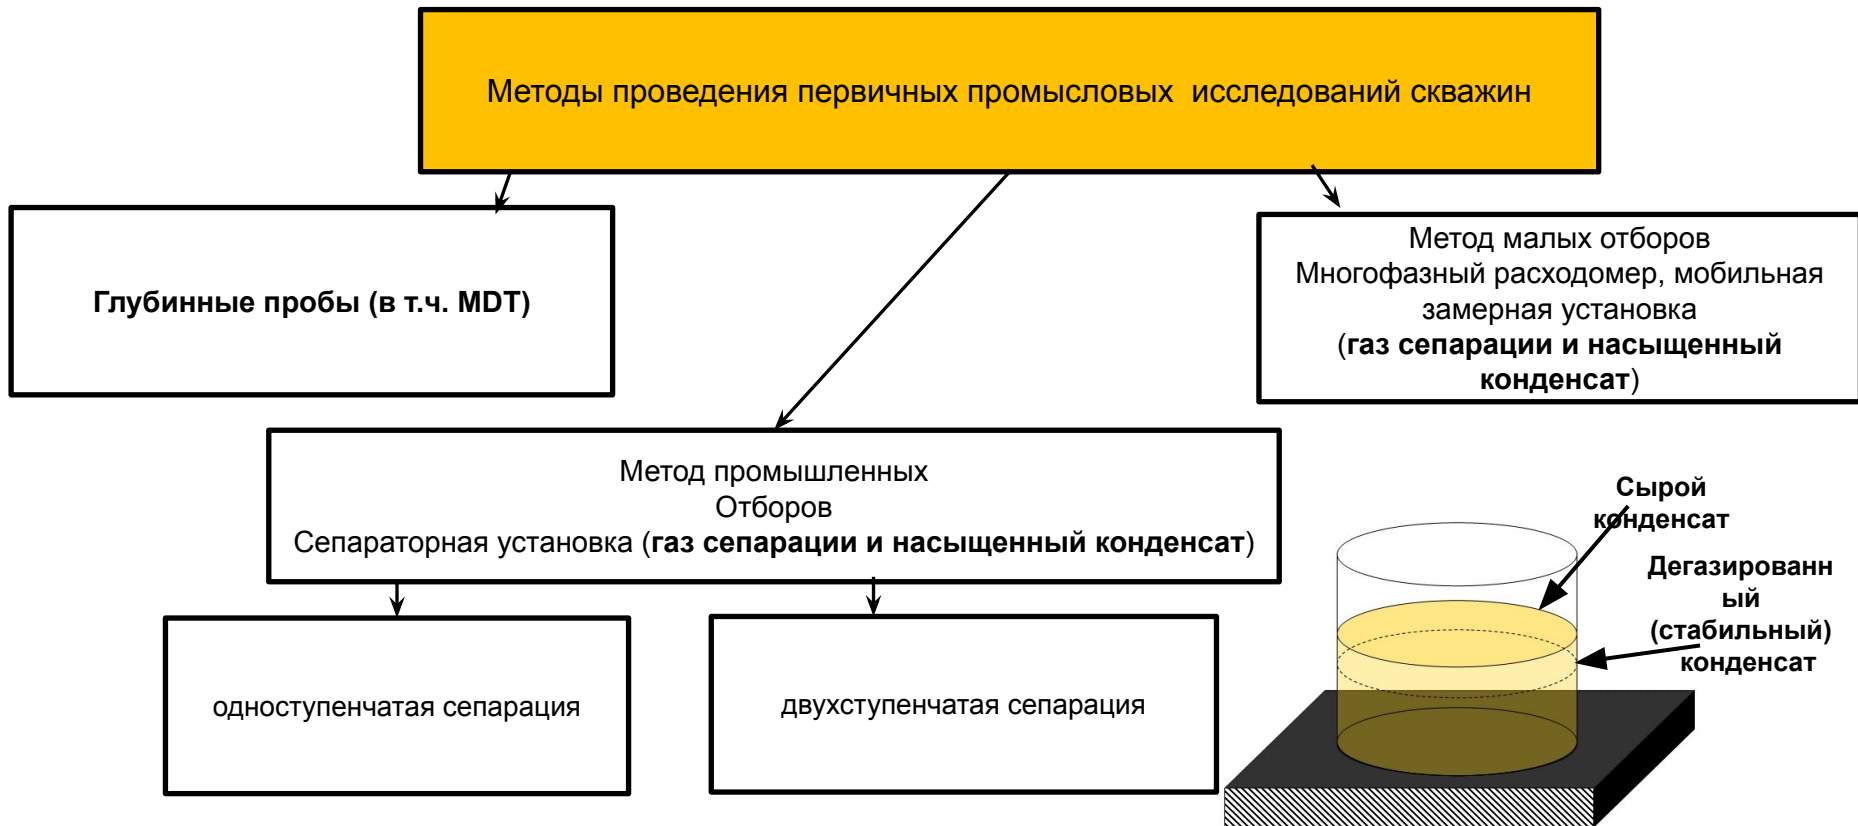 Методы проведения первичных промысловых исследований скважин
Глубинные пробы (в т.ч. MDT)
Метод малых отборов
Многофазный расходомер, мобильная
замерная установка
(газ сепарации и насыщенный
конденсат)
Метод промышленных
Отборов
Сепараторная установка (газ сепарации и насыщенный конденсат)
одноступенчатая сепарация
двухступенчатая сепарация
Сырой
конденсат
Дегазированн
ый
(стабильный)
конденсат